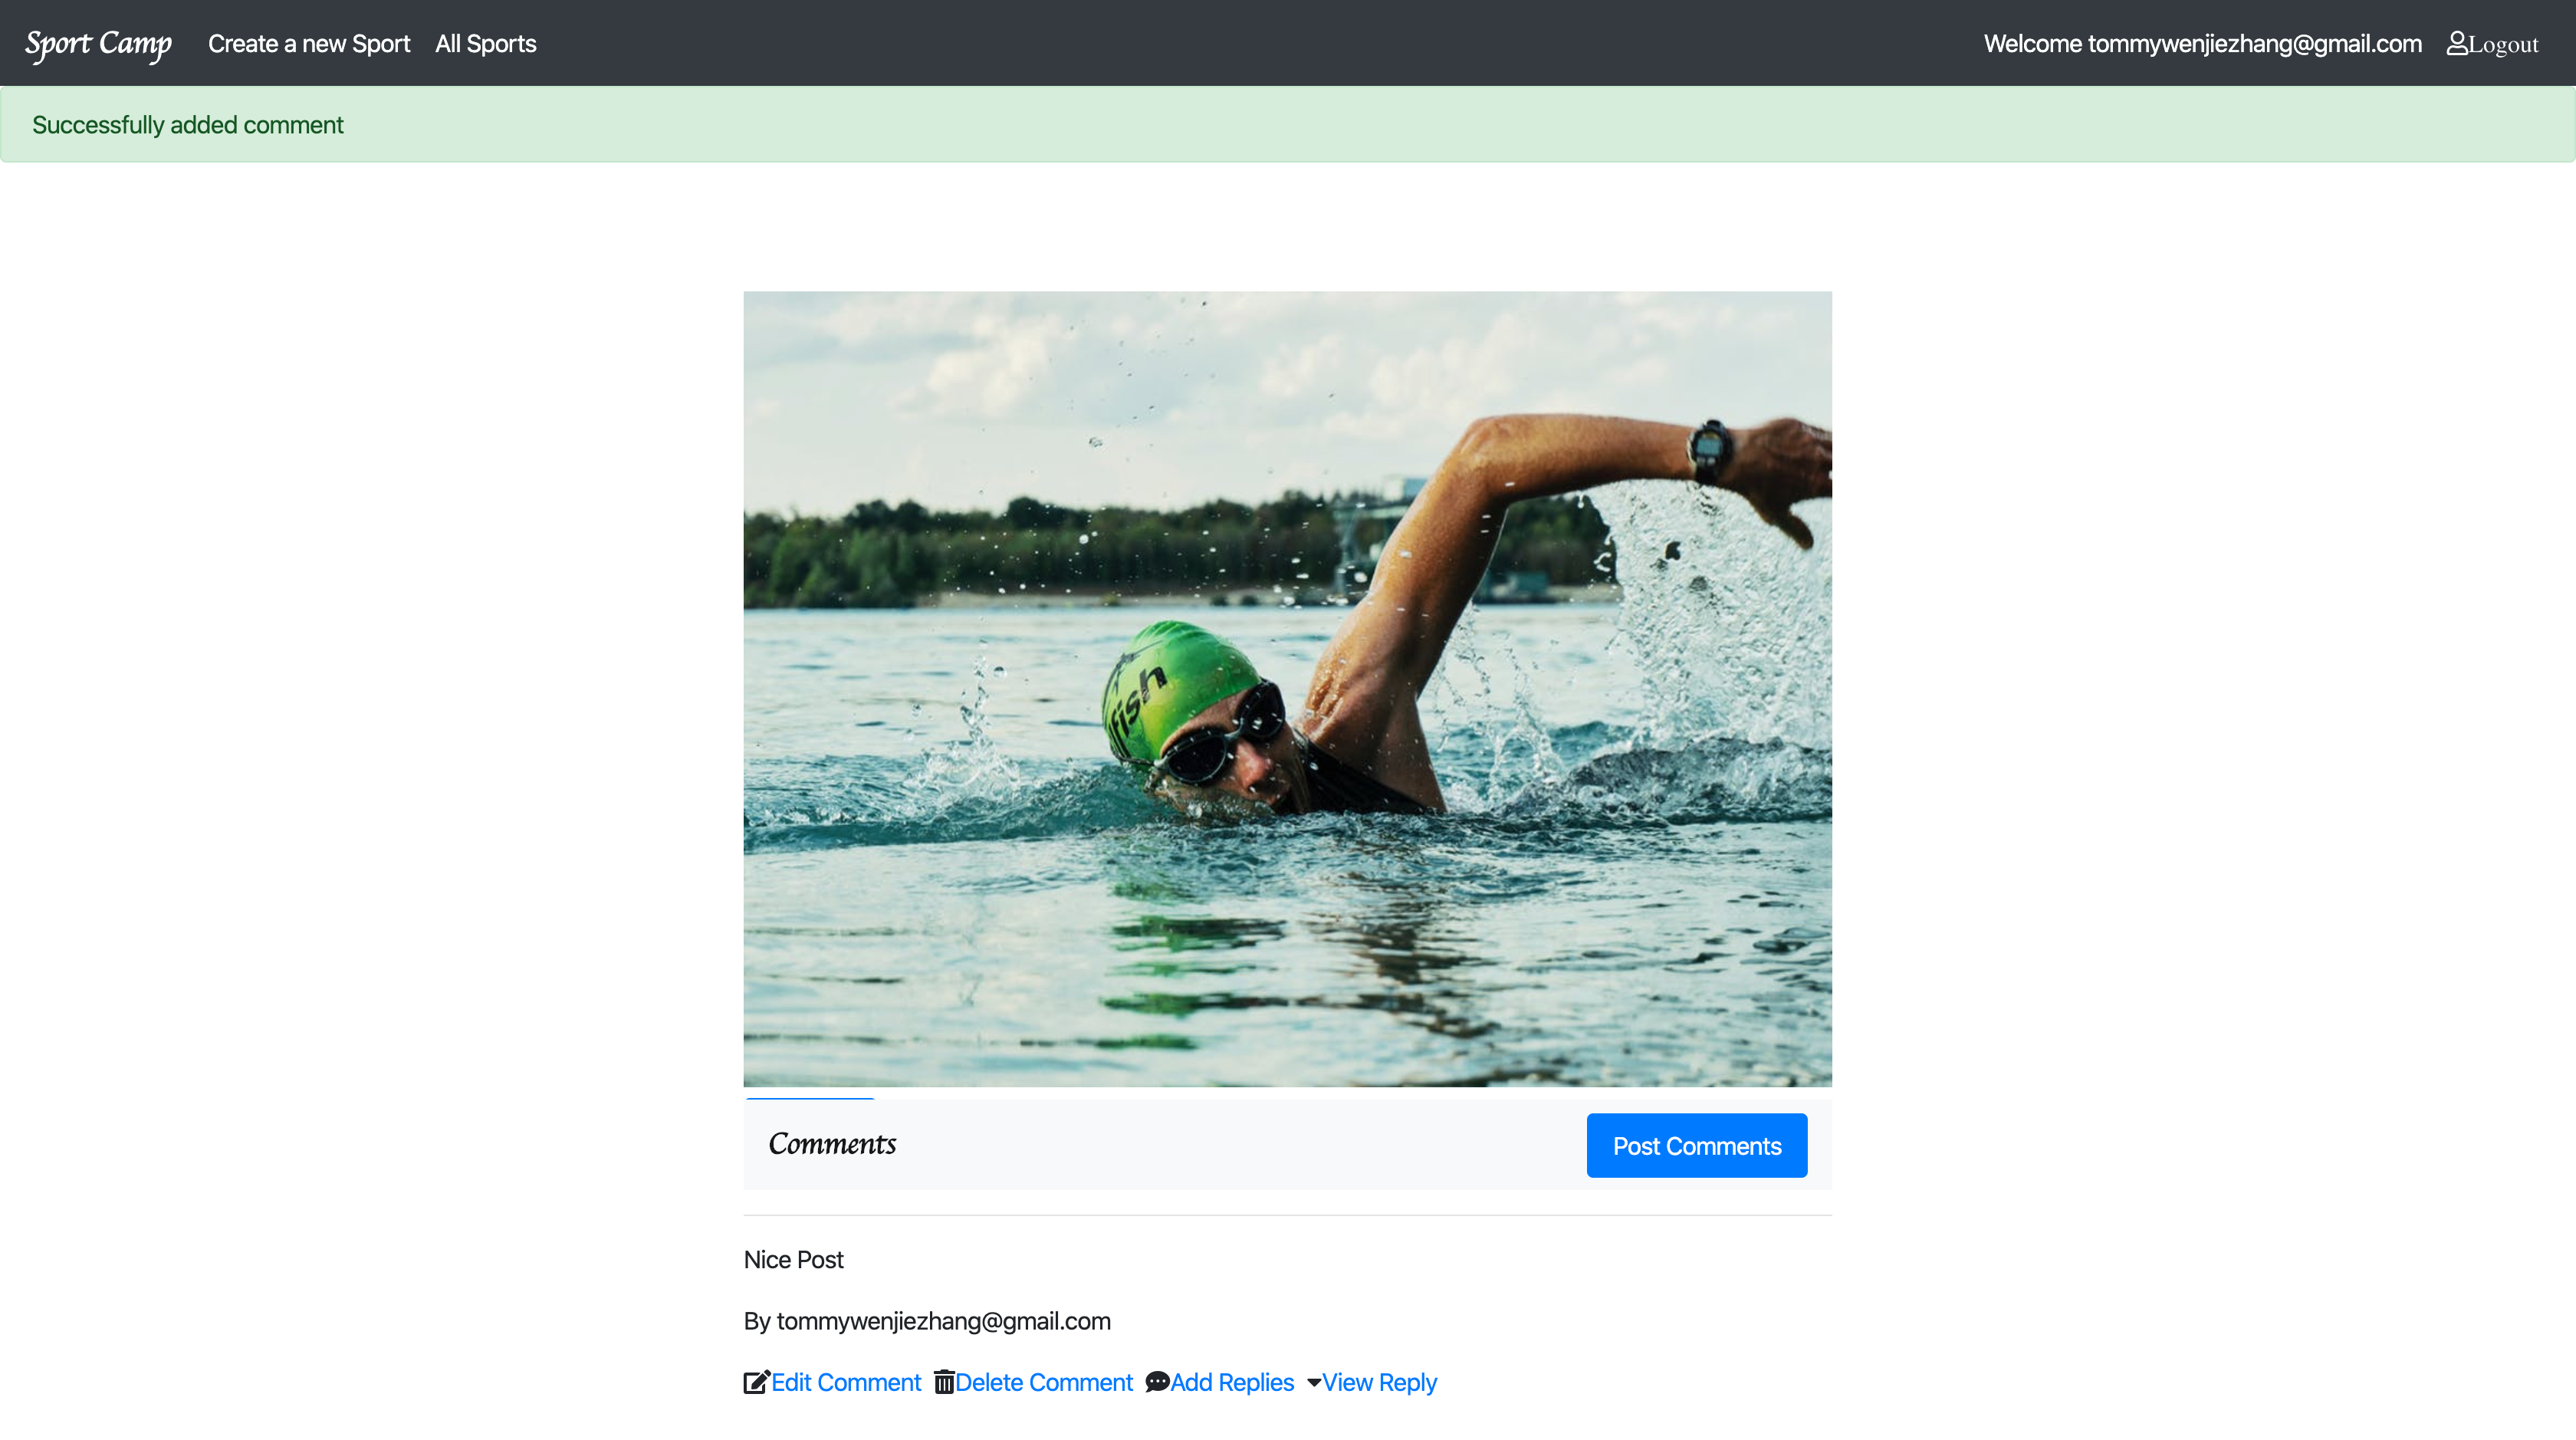 Sport Camp Create a new Sport All Sports Welcome tommywenjiezhang@gmail.com Logout
Successfully added comment
fish
Comments Post Comments
Nice Post
By tommywenjiezhang@gmail.com
Edit Comment Delete Comment Add Replies View Reply